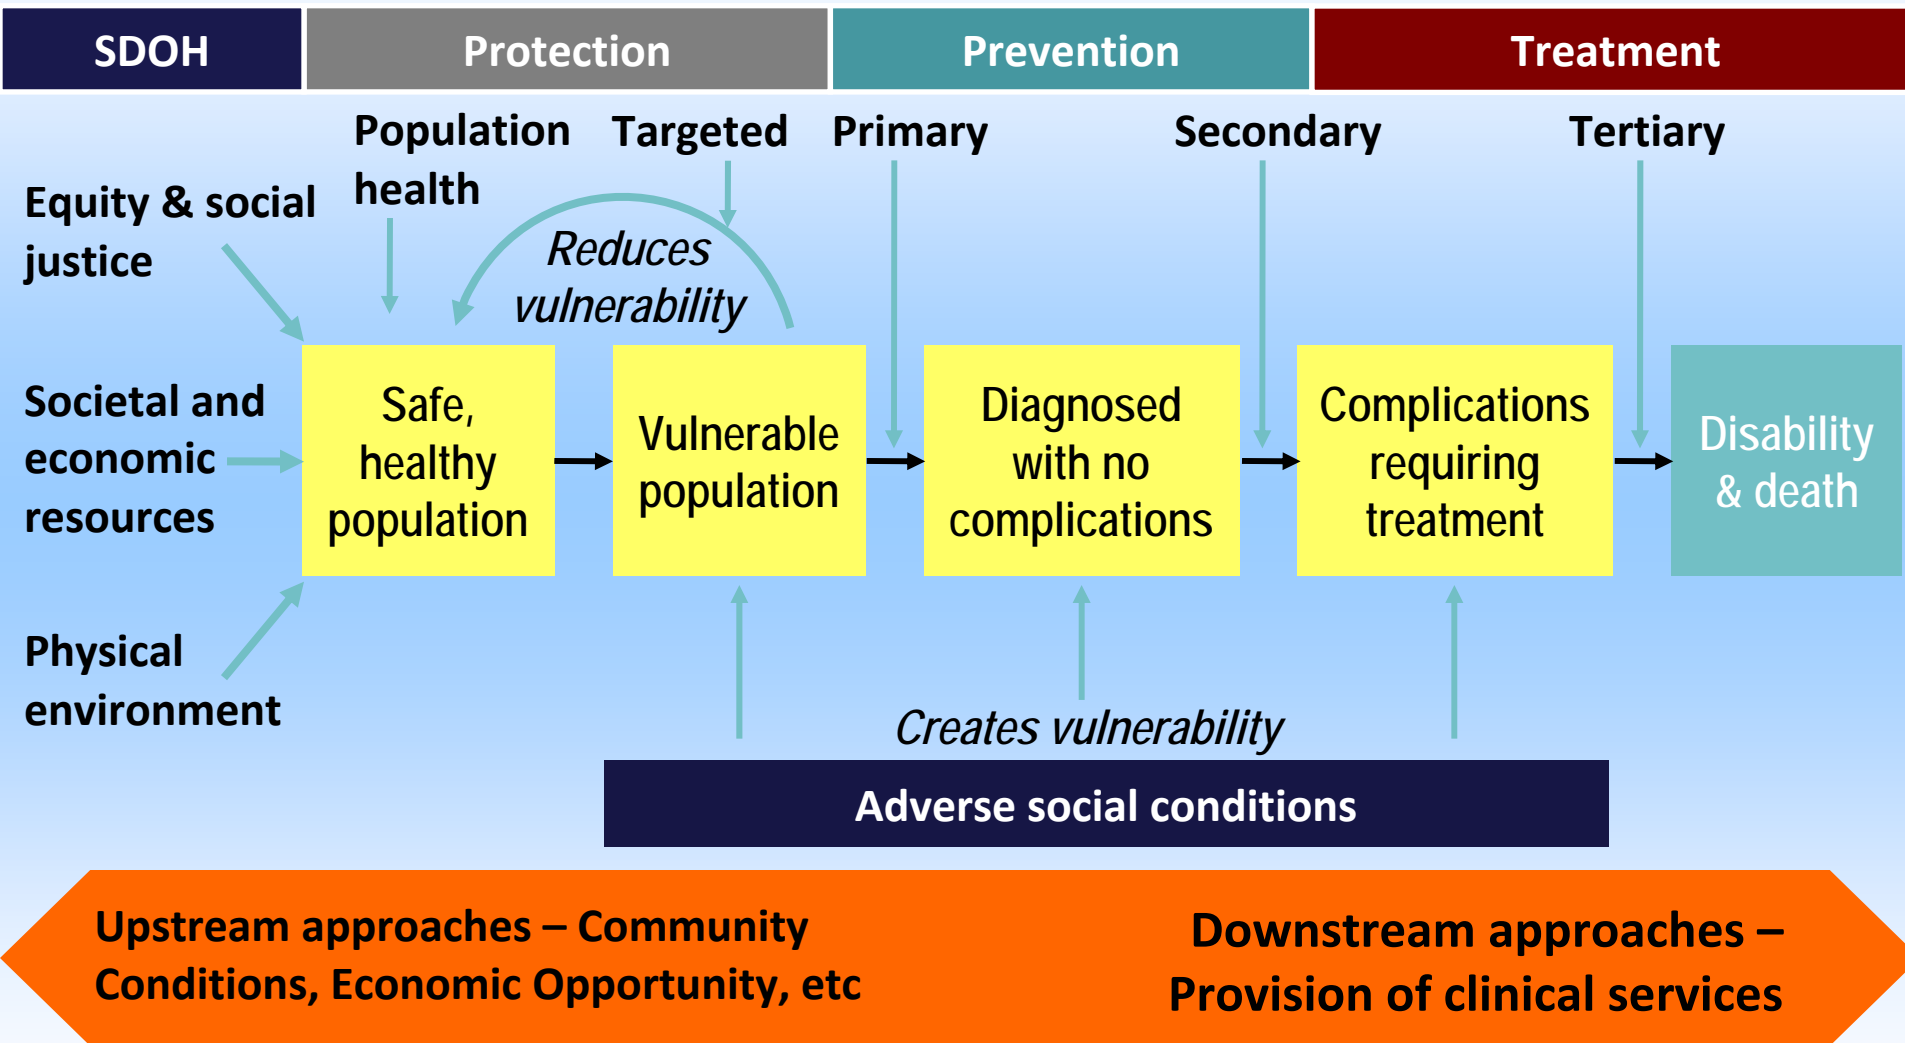 SDOH
Protection
Prevention
Treatment
Population
health
Targeted
Primary
Secondary
Tertiary
Equity & social
justice
Reduces
vulnerability
Societal and
economic
resources
Safe,
healthy
population
Vulnerable
population
Diagnosed
with no
complications
Complications
requiring
treatment
Disability
& death
Physical
environment
Creates vulnerability
Adverse social conditions
Upstream approaches – Community
Conditions, Economic Opportunity, etc
Downstream approaches –
Provision of clinical services